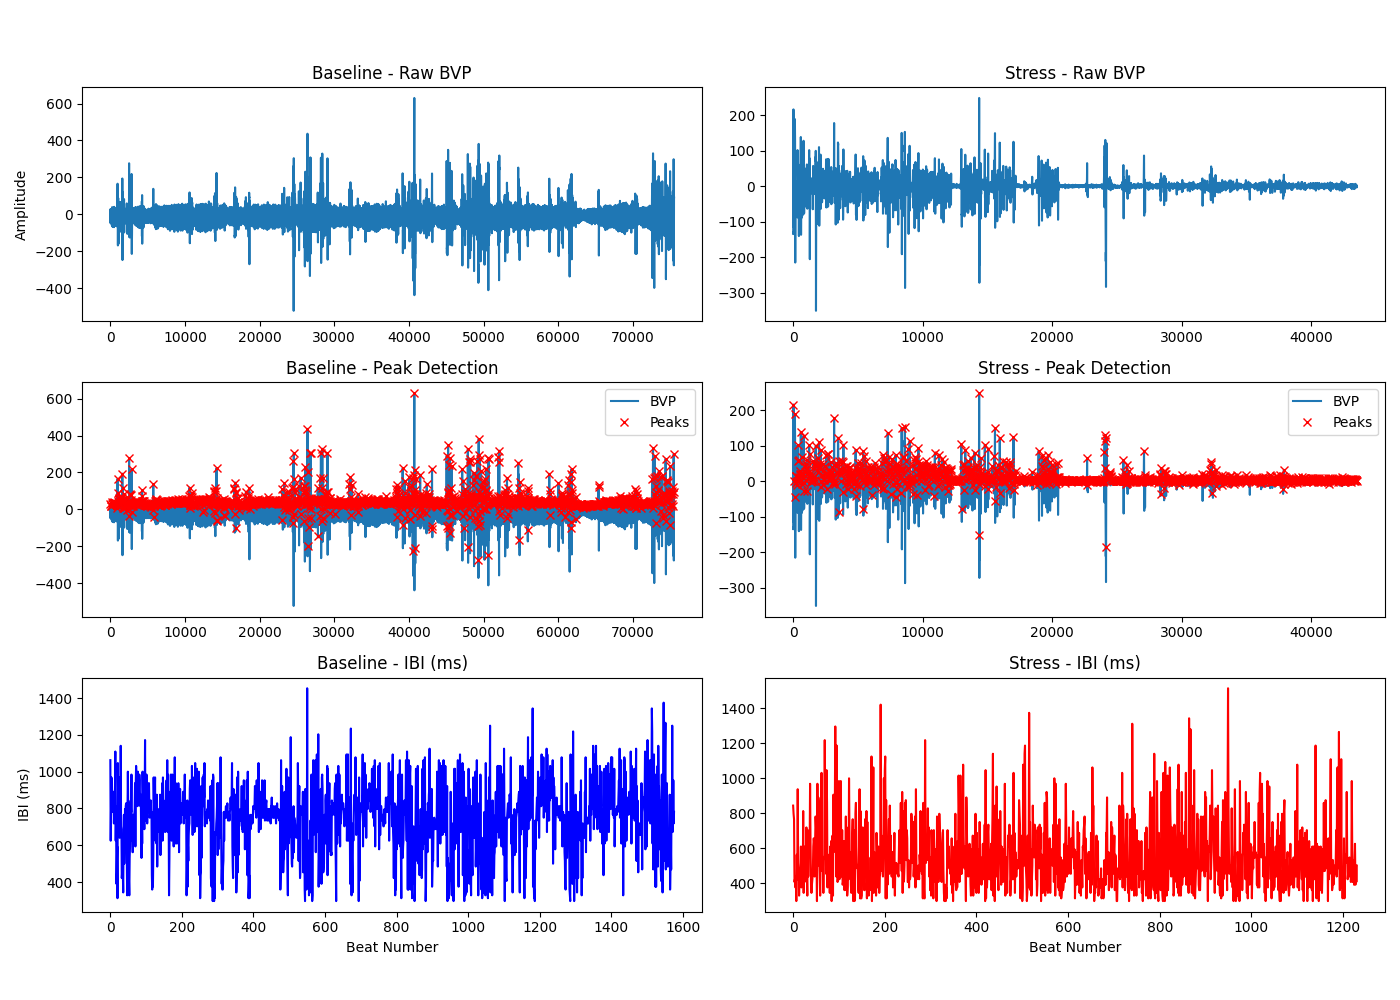 Baseline - Raw BVP
Amplitude
600
400
200
0
−200
−400
0 10000 20000 30000 40000 50000 60000 70000
Stress - Raw BVP
200
100
0
−100
−200
−300
0 10000 20000 30000 40000
Baseline - Peak Detection
600
400
200
0
−200
−400
BVP
Peaks
0 10000 20000 30000 40000 50000 60000 70000
Stress - Peak Detection
200
100
0
−100
−200
−300
BVP
Peaks
0 10000 20000 30000 40000
Baseline - IBI (ms)
IBI (ms)
1400
1200
1000
800
600
400
0 200 400 600 800 1000 1200 1400 1600
Beat Number
Stress - IBI (ms)
1400
1200
1000
800
600
400
0 200 400 600 800 1000 1200
Beat Number